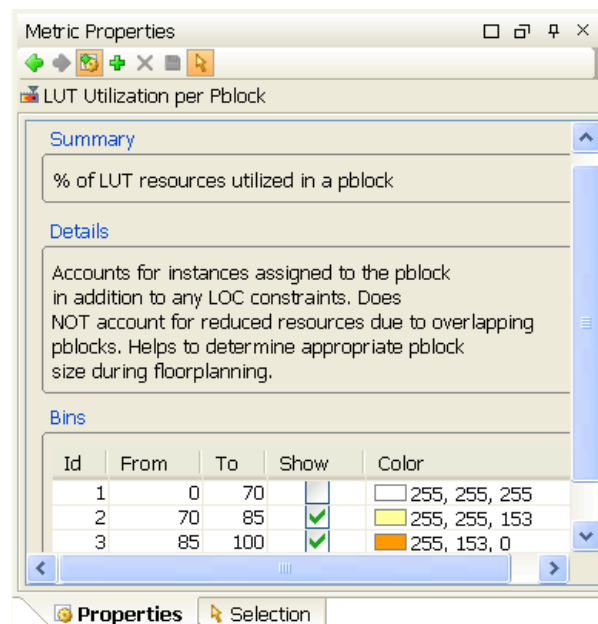 Metric Properties
LUT Utilization per Pblock
Summary
% of LUT resources utilized in a pblock
Details
Accounts for instances assigned to the pblock
in addition to any LOC constraints. Does
NOT account for reduced resources due to overlapping
pblocks. Helps to determine appropriate pblock
size during floorplanning.
Bins
Id From To Show Color
1 0 70 255, 255, 255
2 70 85 255, 255, 153
3 85 100 255, 153, 0
Properties Selection